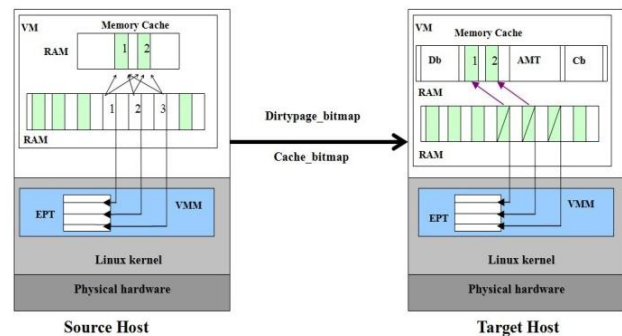 VM
Memory Cache
RAM
1
2
1
2
3
RAM
EPT
VMM
Linux kernel
Physical hardware
Source Host
Dirtypage_bitmap
Cache_bitmap
VM
Memory Cache
Db
1
2
AMT
Cb
RAM
RAM
EPT
VMM
Linux kernel
Physical hardware
Target Host